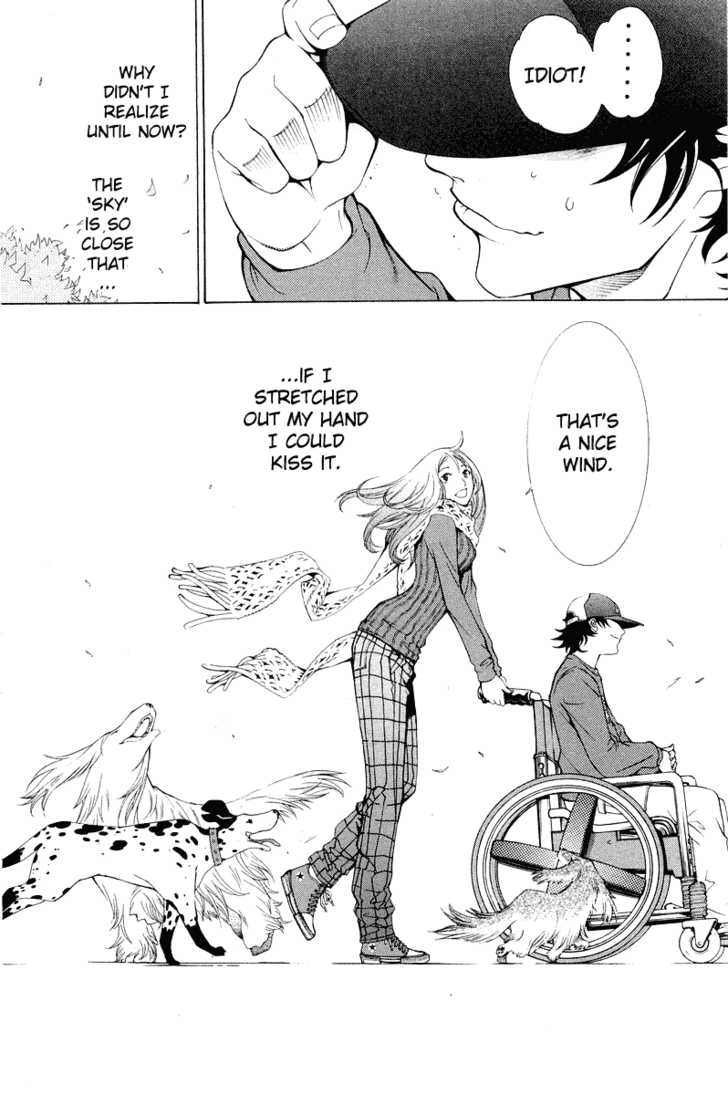 ......
IDIOT!
WHY
DIDN'T I
REALIZE
UNTIL NOW?
THE
'SKY'
IS SO
CLOSE
THAT
...
THAT'S
A NICE
WIND.
...IF I
STRETCHED
OUT MY HAND
I COULD
KISS IT.